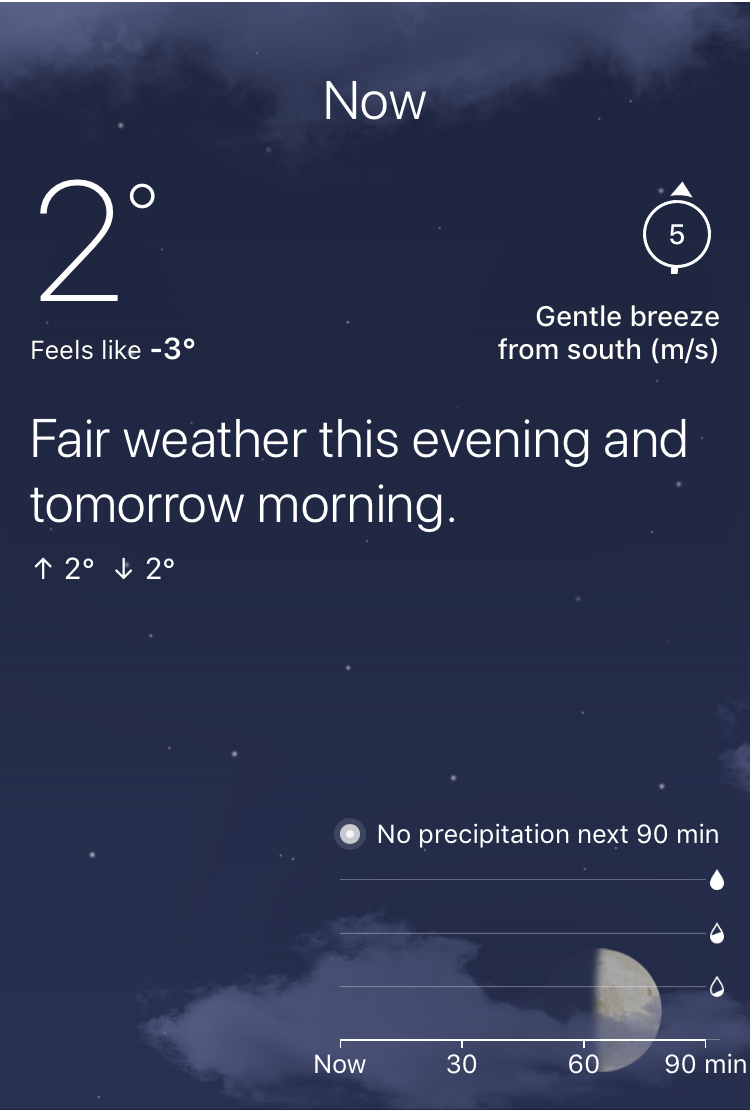 Now
2°
5
Gentle breeze
from south (m/s)
Feels like -3°
Fair weather this evening and
tomorrow morning.
↑ 2° ↓ 2°
No precipitation next 90 min
Now 30 60 90 min